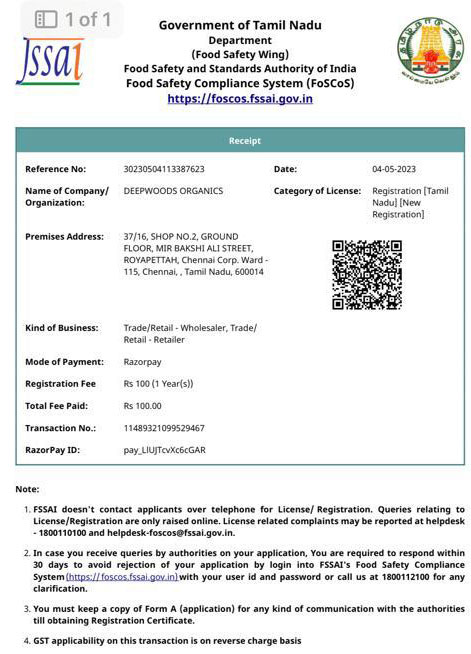 1 of 1
fssai
Government of Tamil Nadu
Department
(Food Safety Wing)
Food Safety and Standards Authority of India
Food Safety Compliance System (FoSCoS)
https://foscos.fssai.gov.in
Receipt
Reference No: 30230504113387623 Date: 04-05-2023
Name of Company/ DEEPWOODS ORGANICS Category of License: Registration [Tamil
Organization: Nadu] [New
Registration]
Premises Address: 37/16, SHOP NO.2, GROUND
FLOOR, MIR BAKSHI ALI STREET,
ROYAPETTAH, Chennai Corp. Ward -
115, Chennai, , Tamil Nadu, 600014
Kind of Business: Trade/Retail - Wholesaler, Trade/
Retail - Retailer
Mode of Payment: Razorpay
Registration Fee Rs 100 (1 Year(s))
Total Fee Paid: Rs 100.00
Transaction No.: 11489321099529467
RazorPay ID: pay_LlUJTcvXc6cGAR
Note:
1. FSSAI doesn't contact applicants over telephone for License/ Registration. Queries relating to
License/Registration are only raised online. License related complaints may be reported at helpdesk
- 1800110100 and helpdesk-foscos@fssai.gov.in.
2. In case you receive queries by authorities on your application, You are required to respond within
30 days to avoid rejection of your application by login into FSSAI's Food Safety Compliance
System (https://foscos.fssai.gov.in) with your user id and password or call us at 1800112100 for any
clarification.
3. You must keep a copy of Form A (application) for any kind of communication with the authorities
till obtaining Registration Certificate.
4. GST applicability on this transaction is on reverse charge basis